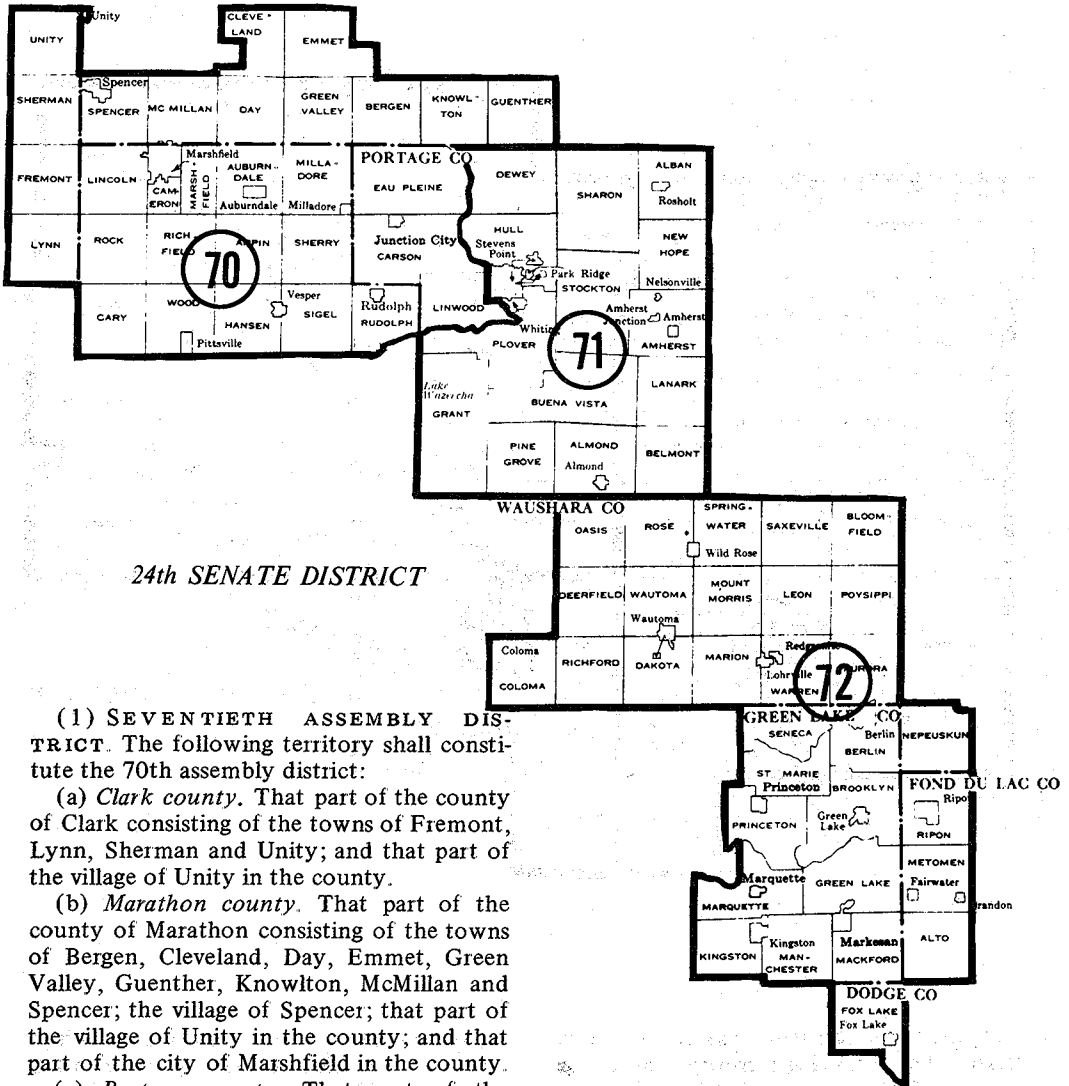 Unity
CLEVE-
LAND
UNITY
EMMET
Spencer
SHERMAN
SPENCER
MC MILLAN
DAY
GREEN
VALLEY
BERGEN
KNOWL-
TON
GUENTHER
Marshfield
PORTAGE CO
FREMONT
LINCOLN
CAM-
ERON
MARSH-
FIELD
AUBURN-
DALE
Auburndale
MILLA-
DORE
Milladore
EAU PLEINE
DEWEY
SHARON
ALBAN
Rosholt
LYNN
ROCK
RICH-
FIELD
70
ARPIN
SHERRY
Junction City
CARSON
HULL
Stevens
Point
Park Ridge
STOCKTON
NEW
HOPE
Nelsonville
CARY
WOOD
HANSEN
Vesper
SIGEL
Pittsville
Rudolph
RUDOLPH
LINWOOD
Whiting
PLOVER
71
Amherst
Junction
Amherst
AMHERST
Lake
Wazeecha
GRANT
BUENA VISTA
LANARK
PINE
GROVE
ALMOND
Almond
BELMONT
WAUSHARA CO
OASIS
ROSE
SPRING-
WATER
Wild Rose
SAXEVILLE
BLOOM-
FIELD
24th SENATE DISTRICT
DEERFIELD
WAUTOMA
Wautoma
MOUNT
MORRIS
LEON
POYSIPPI
Coloma
COLOMA
RICHFORD
DAKOTA
MARION
Lohrville
WARREN
72
GREEN LAKE CO
SENECA
Berlin
BERLIN
NEPEUSKUN
ST. MARIE
Princeton
PRINCETON
BROOKLYN
Green
Lake
FOND DU LAC CO
RIPON
Marquette
MARQUETTE
GREEN LAKE
METOMEN
Fairwater
KINGSTON
Kingston
MAN-
CHESTER
Markesan
MACKFORD
ALTO
DODGE CO
FOX LAKE
Fox Lake
(1) SEVENTIETH ASSEMBLY DIS-
TRICT. The following territory shall consti-
tute the 70th assembly district:
(a) Clark county. That part of the county
of Clark consisting of the towns of Fremont,
Lynn, Sherman and Unity; and that part of
the village of Unity in the county.
(b) Marathon county. That part of the
county of Marathon consisting of the towns
of Bergen, Cleveland, Day, Emmet, Green
Valley, Guenther, Knowlton, McMillan and
Spencer; the village of Spencer; that part of
the village of Unity in the county; and that
part of the city of Marshfield in the county.